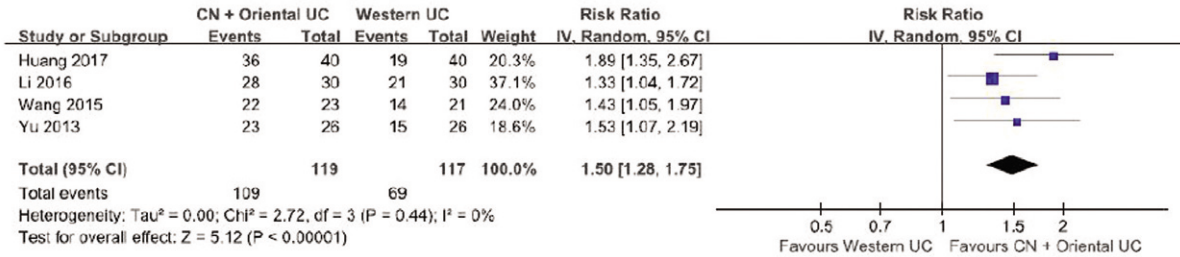 CN + Oriental UC Western UC Risk Ratio Risk Ratio
Study or Subgroup Events Total Events Total Weight IV, Random, 95% CI IV, Random, 95% CI
Huang 2017 36 40 19 40 20.3% 1.89 [1.35, 2.67]
Li 2016 28 30 21 30 37.1% 1.33 [1.04, 1.72]
Wang 2015 22 23 14 21 24.0% 1.43 [1.05, 1.97]
Yu 2013 23 26 15 26 18.6% 1.53 [1.07, 2.19]
Total (95% CI) 119 117 100.0% 1.50 [1.28, 1.75]
Total events 109 69
Heterogeneity: Tau² = 0.00; Chi² = 2.72, df = 3 (P = 0.44); I² = 0%
Test for overall effect: Z = 5.12 (P < 0.00001)
0.5 0.7 1 1.5 2
Favours Western UC Favours CN + Oriental UC